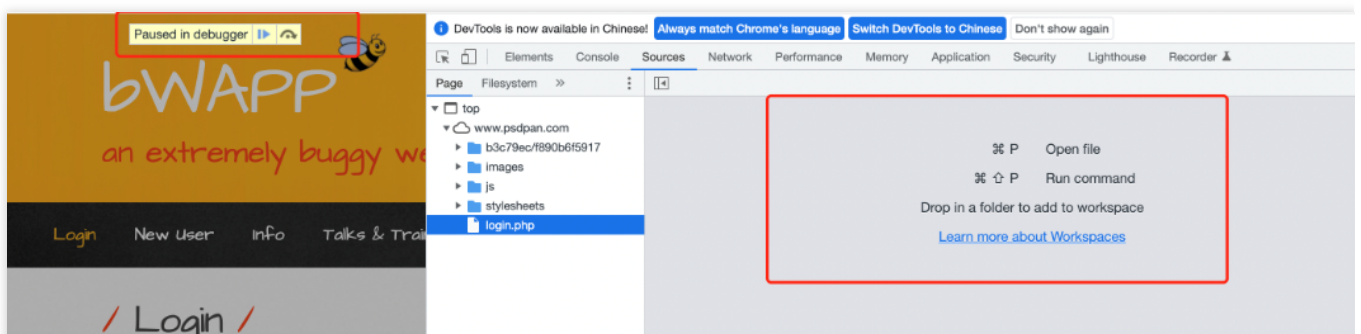 Paused in debugger
bWAPP
an extremely buggy we
Login New User Info Talks & Trai
/ Login /
DevTools is now available in Chinese! Always match Chrome's language Switch DevTools to Chinese Don't show again
Elements Console Sources Network Performance Memory Application Security Lighthouse Recorder
Page Filesystem »
top
www.psdpan.com
b3c79ec/f890b6f5917
images
js
stylesheets
login.php
⌘ P Open file
⌘ ⇧ P Run command
Drop in a folder to add to workspace
Learn more about Workspaces